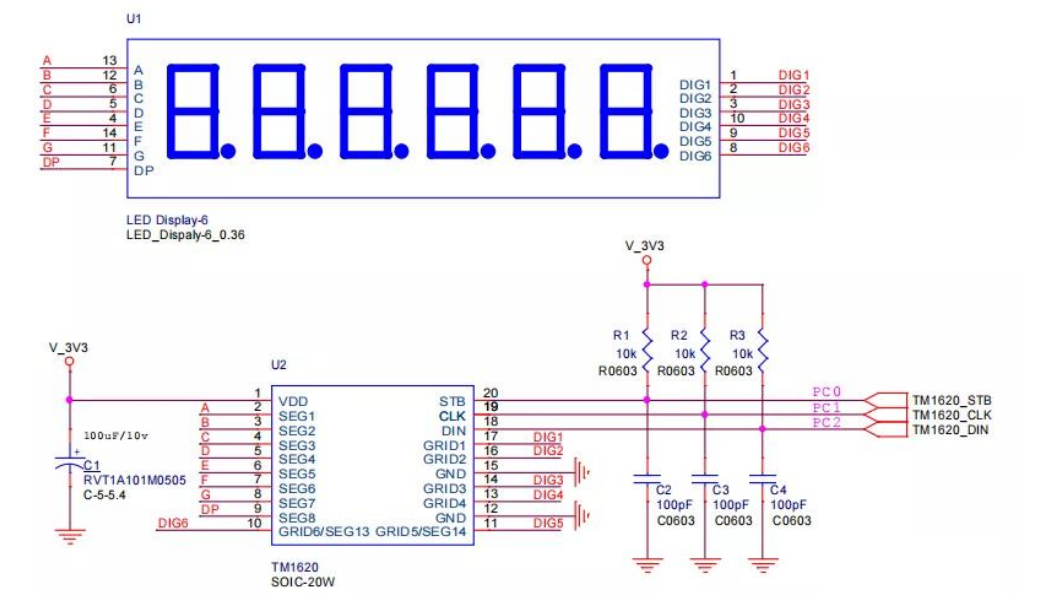 U1
A 13 A
B 12 B
C 6 C
D 5 D
E 4 E
F 14 F
G 11 G
DP 7 DP
DIG1 1 DIG1
DIG2 2 DIG2
DIG3 3 DIG3
DIG4 10 DIG4
DIG5 9 DIG5
DIG6 8 DIG6
LED Display-6
LED_Dispaly-6_0.36
V_3V3
R1 10k R0603
R2 10k R0603
R3 10k R0603
V_3V3
100uF/10v
+
C1
RVT1A101M0505
C-5-5.4
U2
1 VDD
A 2 SEG1
B 3 SEG2
C 4 SEG3
D 5 SEG4
E 6 SEG5
F 7 SEG6
G 8 SEG7
DP 9 SEG8
DIG6 10 GRID6/SEG13
STB 20
CLK 19
DIN 18
GRID1 17 DIG1
GRID2 16 DIG2
GND 15
GRID3 14 DIG3
GRID4 13 DIG4
GND 12
GRID5/SEG14 11 DIG5
TM1620
SOIC-20W
PC0 TM1620_STB
PC1 TM1620_CLK
PC2 TM1620_DIN
C2 100pF C0603
C3 100pF C0603
C4 100pF C0603